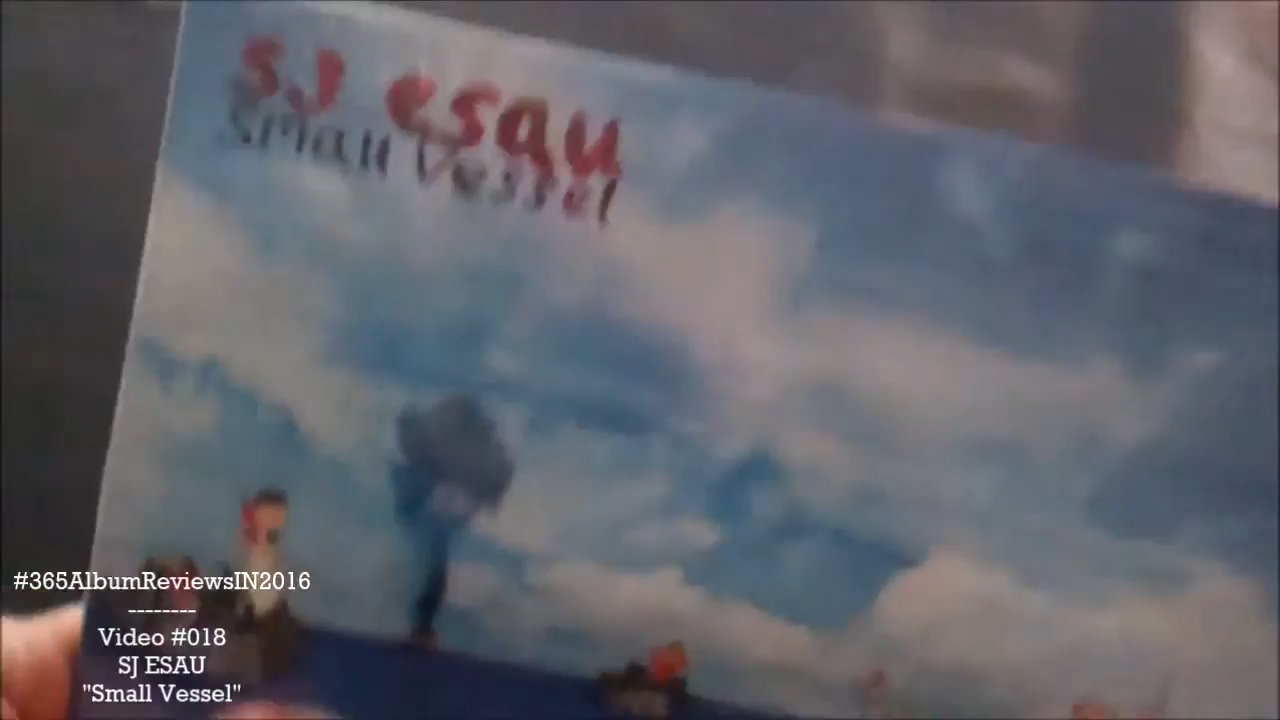 sj esau
small vessel
#365AlbumReviewsIN2016
--------
Video #018
SJ ESAU
"Small Vessel"